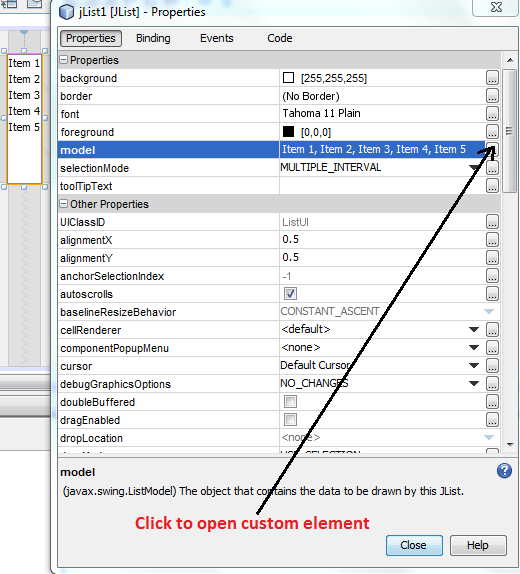 jList1 [JList] - Properties
Properties Binding Events Code
Properties
background [255,255,255]
border (No Border)
font Tahoma 11 Plain
foreground [0,0,0]
model Item 1, Item 2, Item 3, Item 4, Item 5
selectionMode MULTIPLE_INTERVAL
toolTipText
Other Properties
UIClassID ListUI
alignmentX 0.5
alignmentY 0.5
anchorSelectionIndex -1
autoscrolls
baselineResizeBehavior CONSTANT_ASCENT
cellRenderer <default>
componentPopupMenu <none>
cursor Default Cursor
debugGraphicsOptions NO_CHANGES
doubleBuffered
dragEnabled
dropLocation <none>
model
(javax.swing.ListModel) The object that contains the data to be drawn by this JList.
Click to open custom element
Close Help
Item 1
Item 2
Item 3
Item 4
Item 5